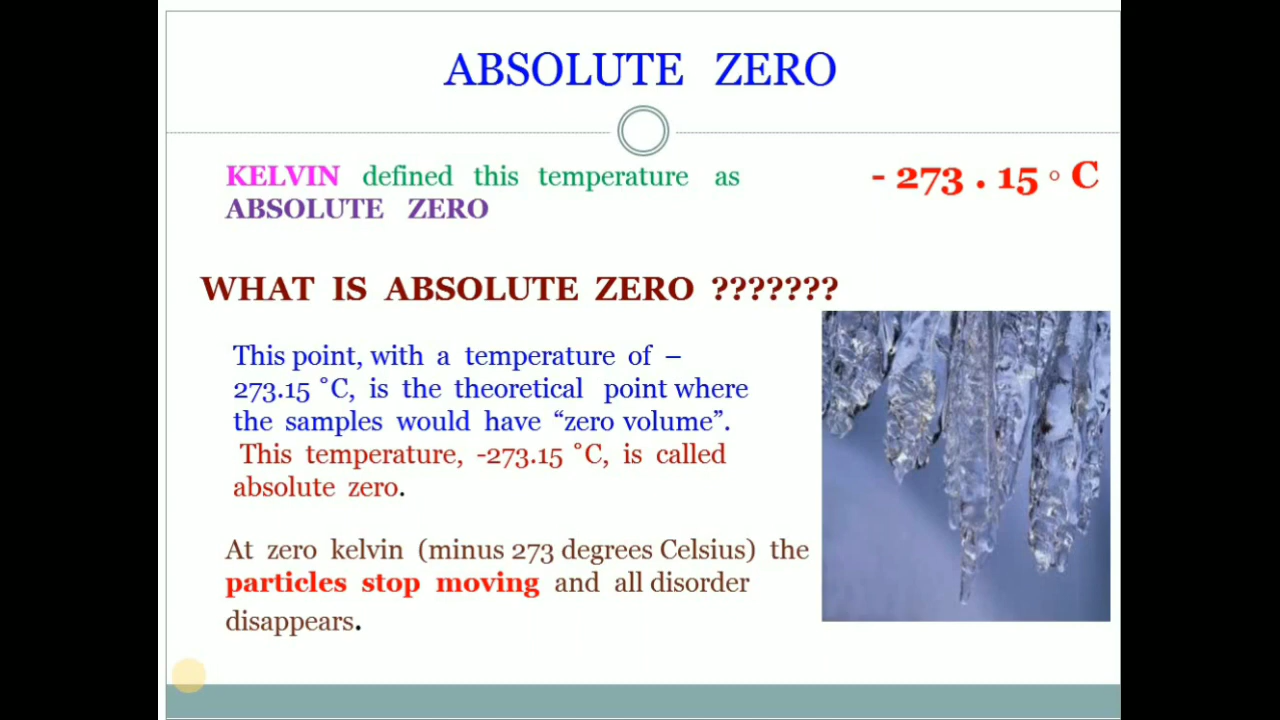 ABSOLUTE ZERO
KELVIN defined this temperature as
ABSOLUTE ZERO
- 273 . 15 ° C
WHAT IS ABSOLUTE ZERO ???????
This point, with a temperature of –
273.15 ˚C, is the theoretical point where
the samples would have “zero volume”.
This temperature, -273.15 ˚C, is called
absolute zero.
At zero kelvin (minus 273 degrees Celsius) the
particles stop moving and all disorder
disappears.